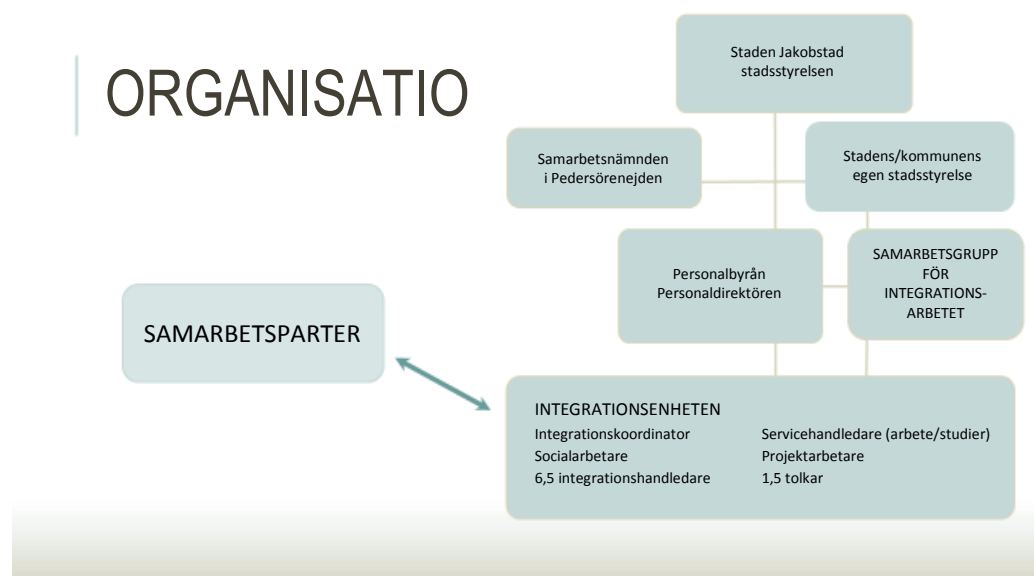 ORGANISATIO
Staden Jakobstad
stadsstyrelsen
Samarbetsnämnden
i Pedersörenejden
Stadens/kommunens
egen stadsstyrelse
Personalbyrån
Personaldirektören
SAMARBETSGRUPP
FÖR
INTEGRATIONS-
ARBETET
SAMARBETSPARTER
INTEGRATIONSENHETEN
Integrationskoordinator
Socialarbetare
6,5 integrationshandledare
Servicehandledare (arbete/studier)
Projektarbetare
1,5 tolkar